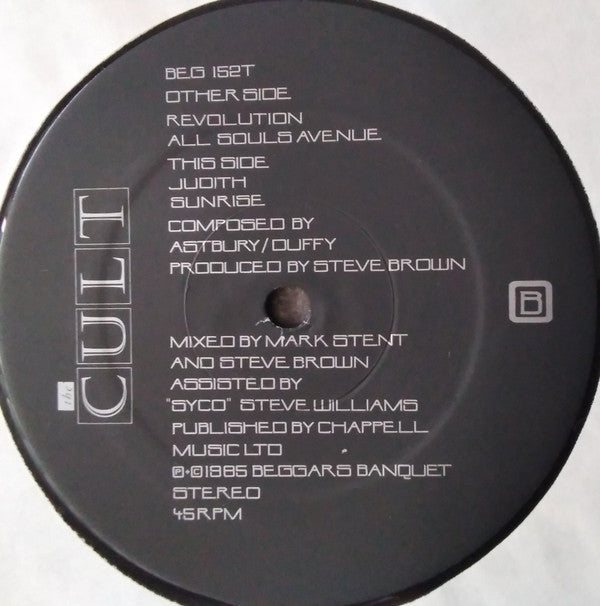 BEG 152T
OTHER SIDE
REVOLUTION
ALL SOULS AVENUE
THIS SIDE
JUDITH
SUNRISE
COMPOSED BY
ASTBURY/DUFFY
PRODUCED BY STEVE BROWN
MIXED BY MARK STENT
AND STEVE BROWN
ASSISTED BY
"SYCO" STEVE WILLIAMS
PUBLISHED BY CHAPPELL
MUSIC LTD
℗+©1985 BEGGARS BANQUET
STEREO
45RPM
the CULT
B